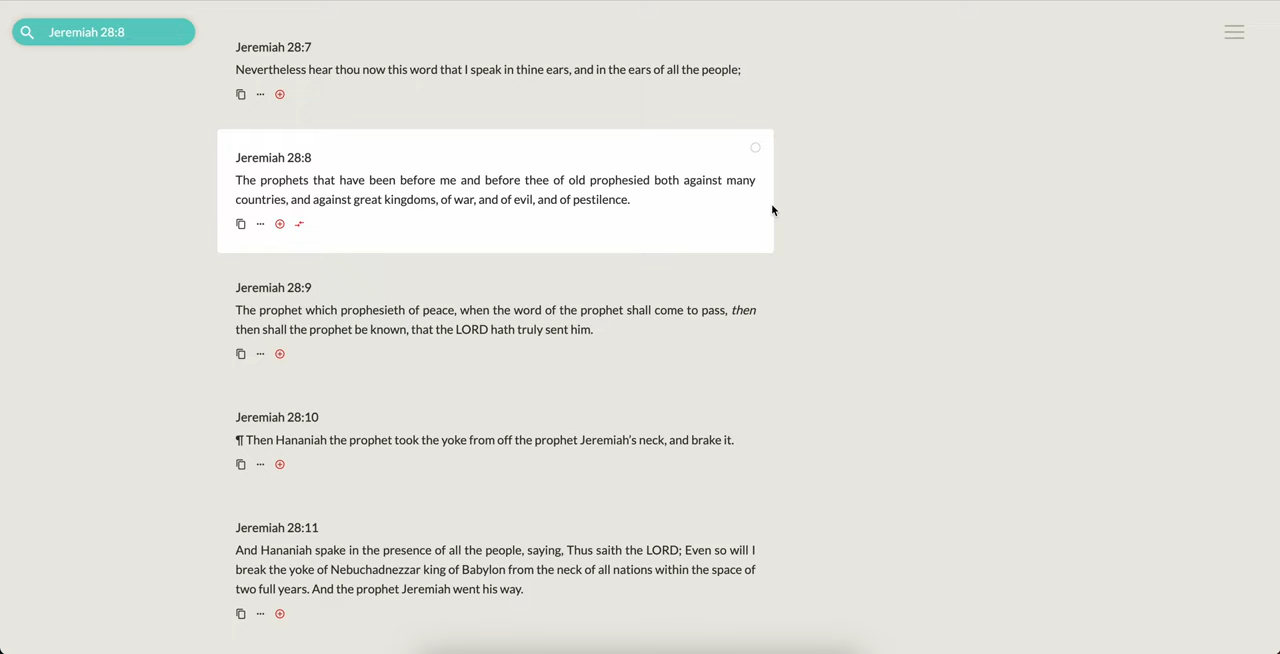 Jeremiah 28:8
Jeremiah 28:7
Nevertheless hear thou now this word that I speak in thine ears, and in the ears of all the people;
Jeremiah 28:8
The prophets that have been before me and before thee of old prophesied both against many
countries, and against great kingdoms, of war, and of evil, and of pestilence.
Jeremiah 28:9
The prophet which prophesieth of peace, when the word of the prophet shall come to pass, then
then shall the prophet be known, that the LORD hath truly sent him.
Jeremiah 28:10
¶ Then Hananiah the prophet took the yoke from off the prophet Jeremiah’s neck, and brake it.
Jeremiah 28:11
And Hananiah spake in the presence of all the people, saying, Thus saith the LORD; Even so will I
break the yoke of Nebuchadnezzar king of Babylon from the neck of all nations within the space of
two full years. And the prophet Jeremiah went his way.